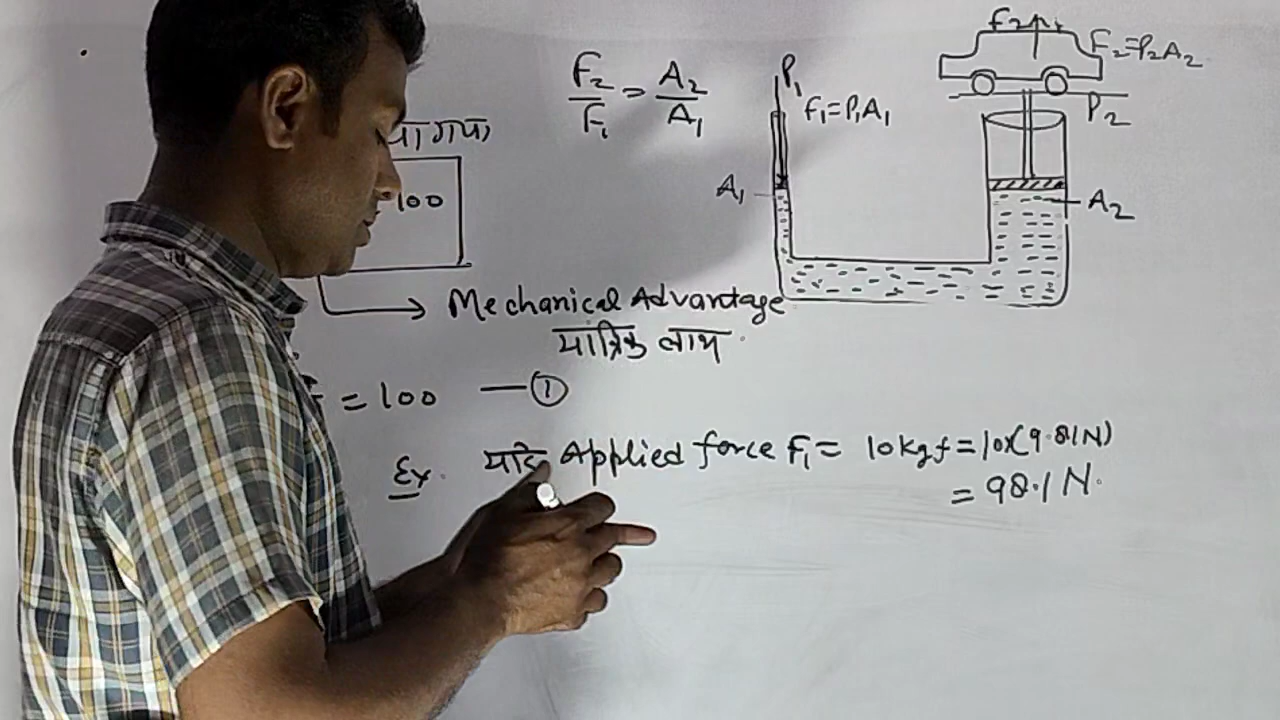 F₂/F₁ = A₂/A₁
P₁
F₁=P₁A₁
F₂
F₂=P₂A₂
P₂
A₁
A₂
100
Mechanical Advantage
यांत्रिक लाभ
= 100 — ①
Ex. यदि Applied force F₁ = 10kgf = 10x(9.81N)
= 98.1 N.